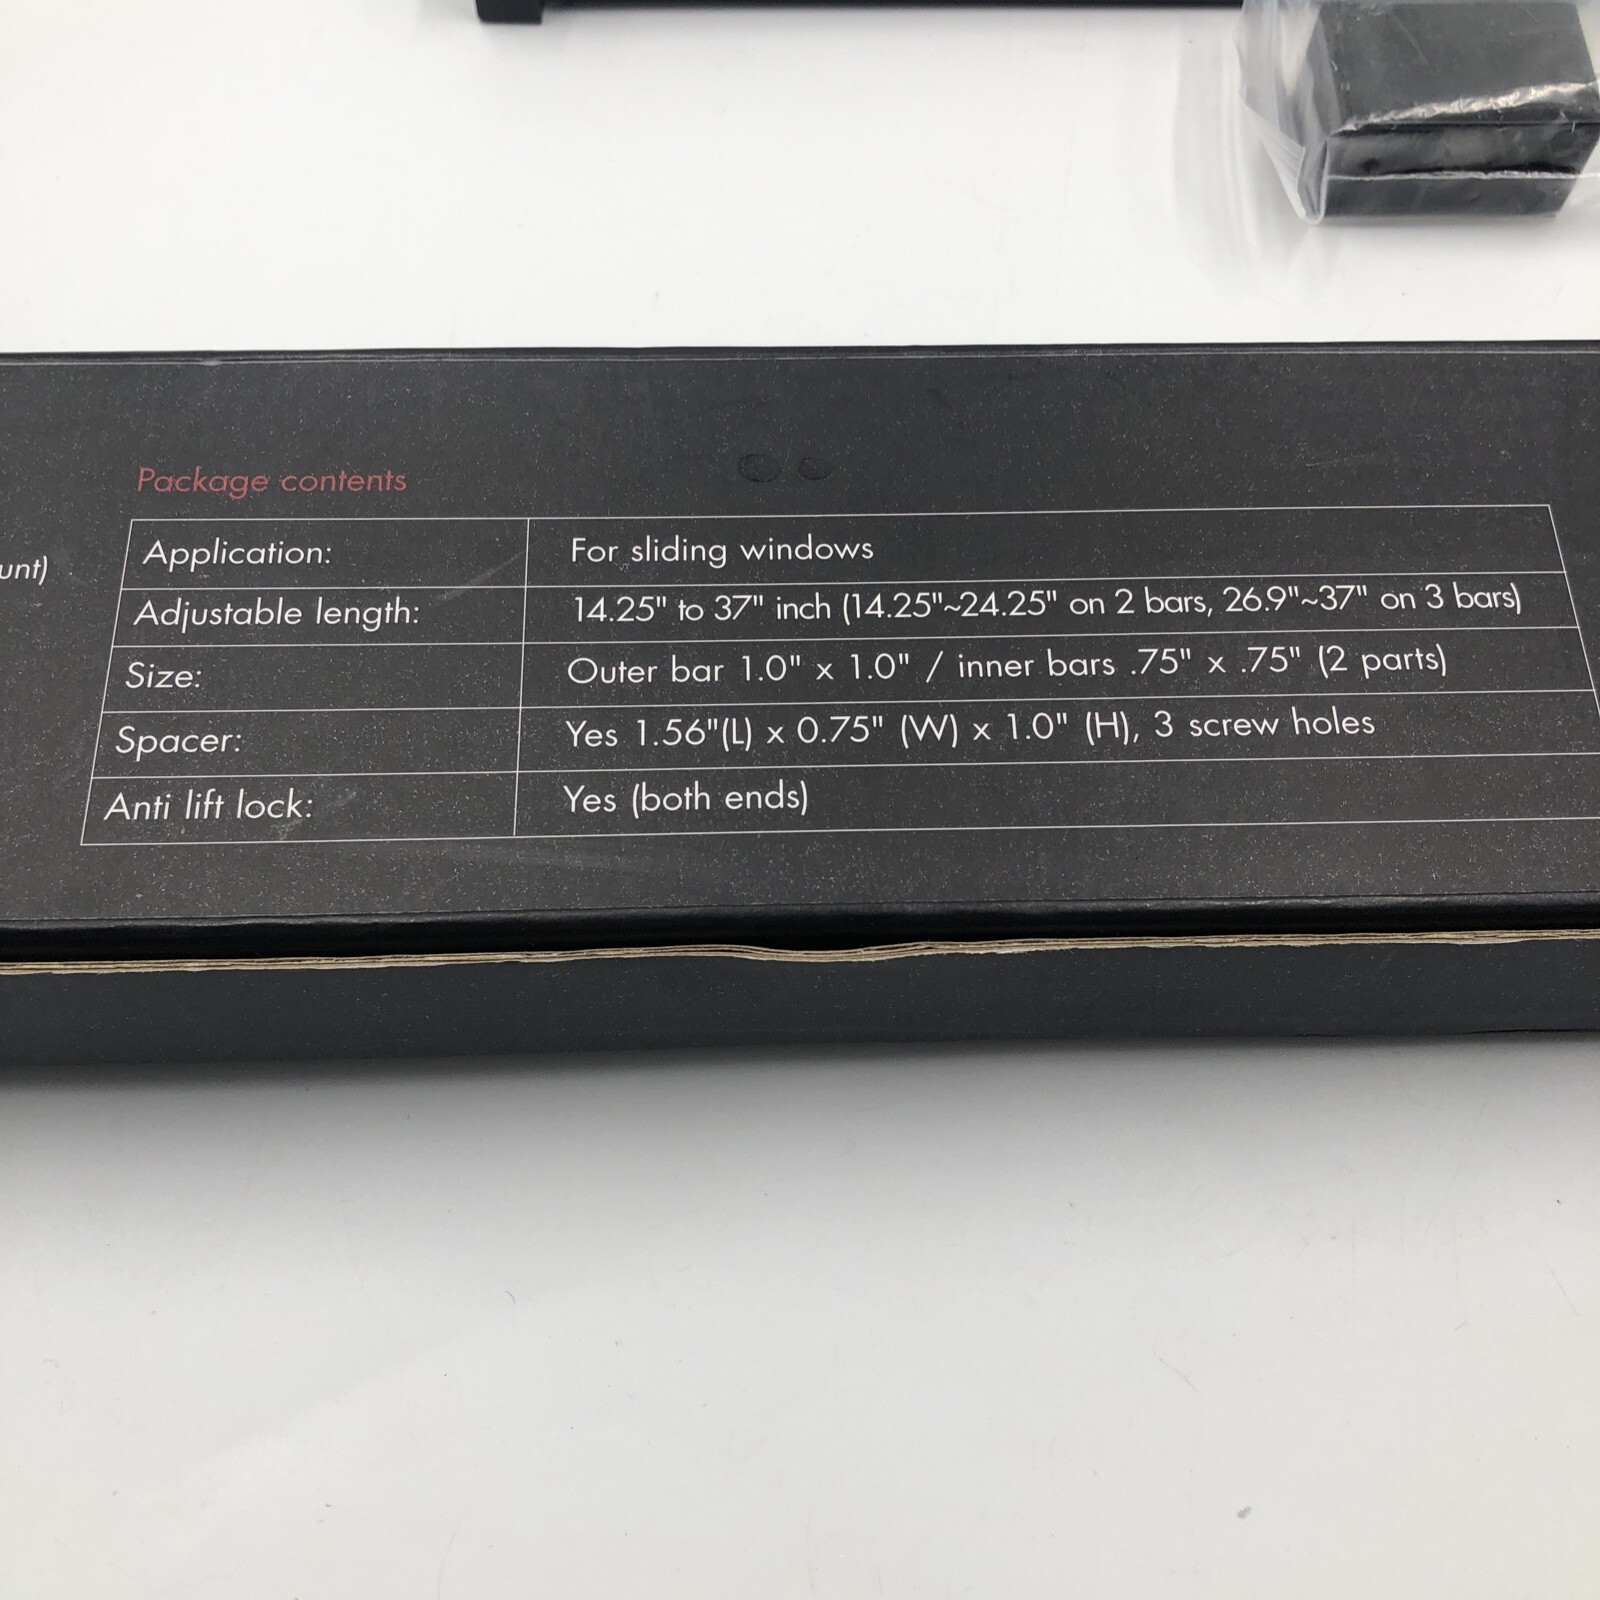 Package contents
unt)
Application: For sliding windows
Adjustable length: 14.25" to 37" inch (14.25"~24.25" on 2 bars, 26.9"~37" on 3 bars)
Size: Outer bar 1.0" x 1.0" / inner bars .75" x .75" (2 parts)
Spacer: Yes 1.56"(L) x 0.75" (W) x 1.0" (H), 3 screw holes
Anti lift lock: Yes (both ends)